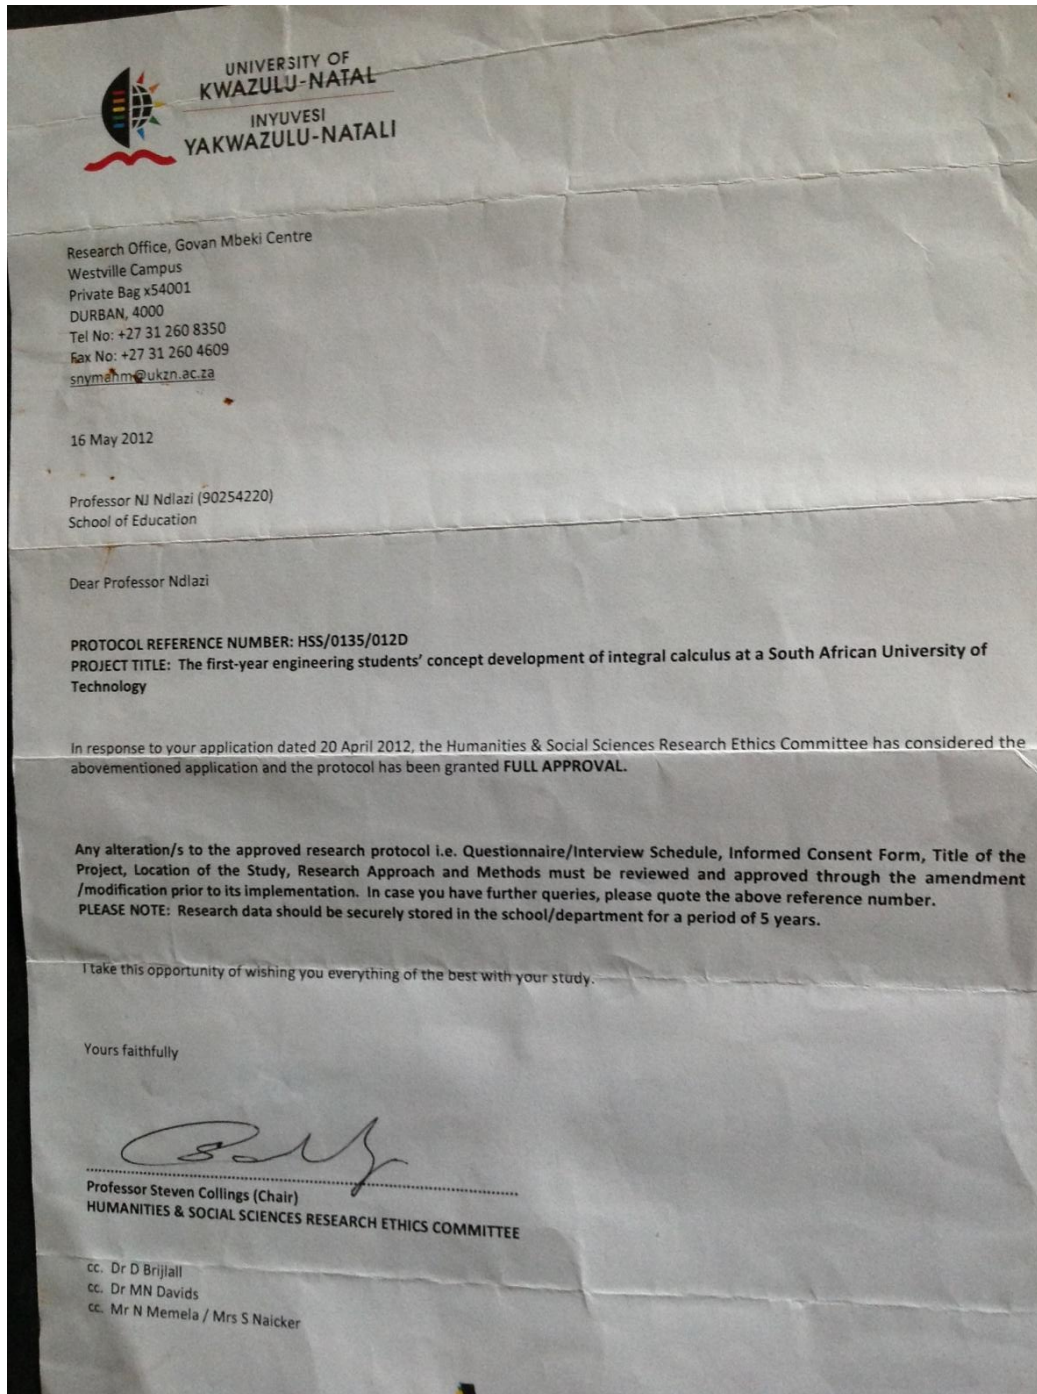 UNIVERSITY OF
KWAZULU-NATAL
INYUVESI
YAKWAZULU-NATALI
Research Office, Govan Mbeki Centre
Westville Campus
Private Bag x54001
DURBAN, 4000
Tel No: +27 31 260 8350
Fax No: +27 31 260 4609
snymanm@ukzn.ac.za
16 May 2012
Professor NJ Ndlazi (90254220)
School of Education
Dear Professor Ndlazi
PROTOCOL REFERENCE NUMBER: HSS/0135/012D
PROJECT TITLE: The first-year engineering students' concept development of integral calculus at a South African University of
Technology
In response to your application dated 20 April 2012, the Humanities & Social Sciences Research Ethics Committee has considered the
abovementioned application and the protocol has been granted FULL APPROVAL.
Any alteration/s to the approved research protocol i.e. Questionnaire/Interview Schedule, Informed Consent Form, Title of the
Project, Location of the Study, Research Approach and Methods must be reviewed and approved through the amendment
/modification prior to its implementation. In case you have further queries, please quote the above reference number.
PLEASE NOTE: Research data should be securely stored in the school/department for a period of 5 years.
I take this opportunity of wishing you everything of the best with your study.
Yours faithfully
Professor Steven Collings (Chair)
HUMANITIES & SOCIAL SCIENCES RESEARCH ETHICS COMMITTEE
cc. Dr D Brijlall
cc. Dr MN Davids
cc. Mr N Memela / Mrs S Naicker